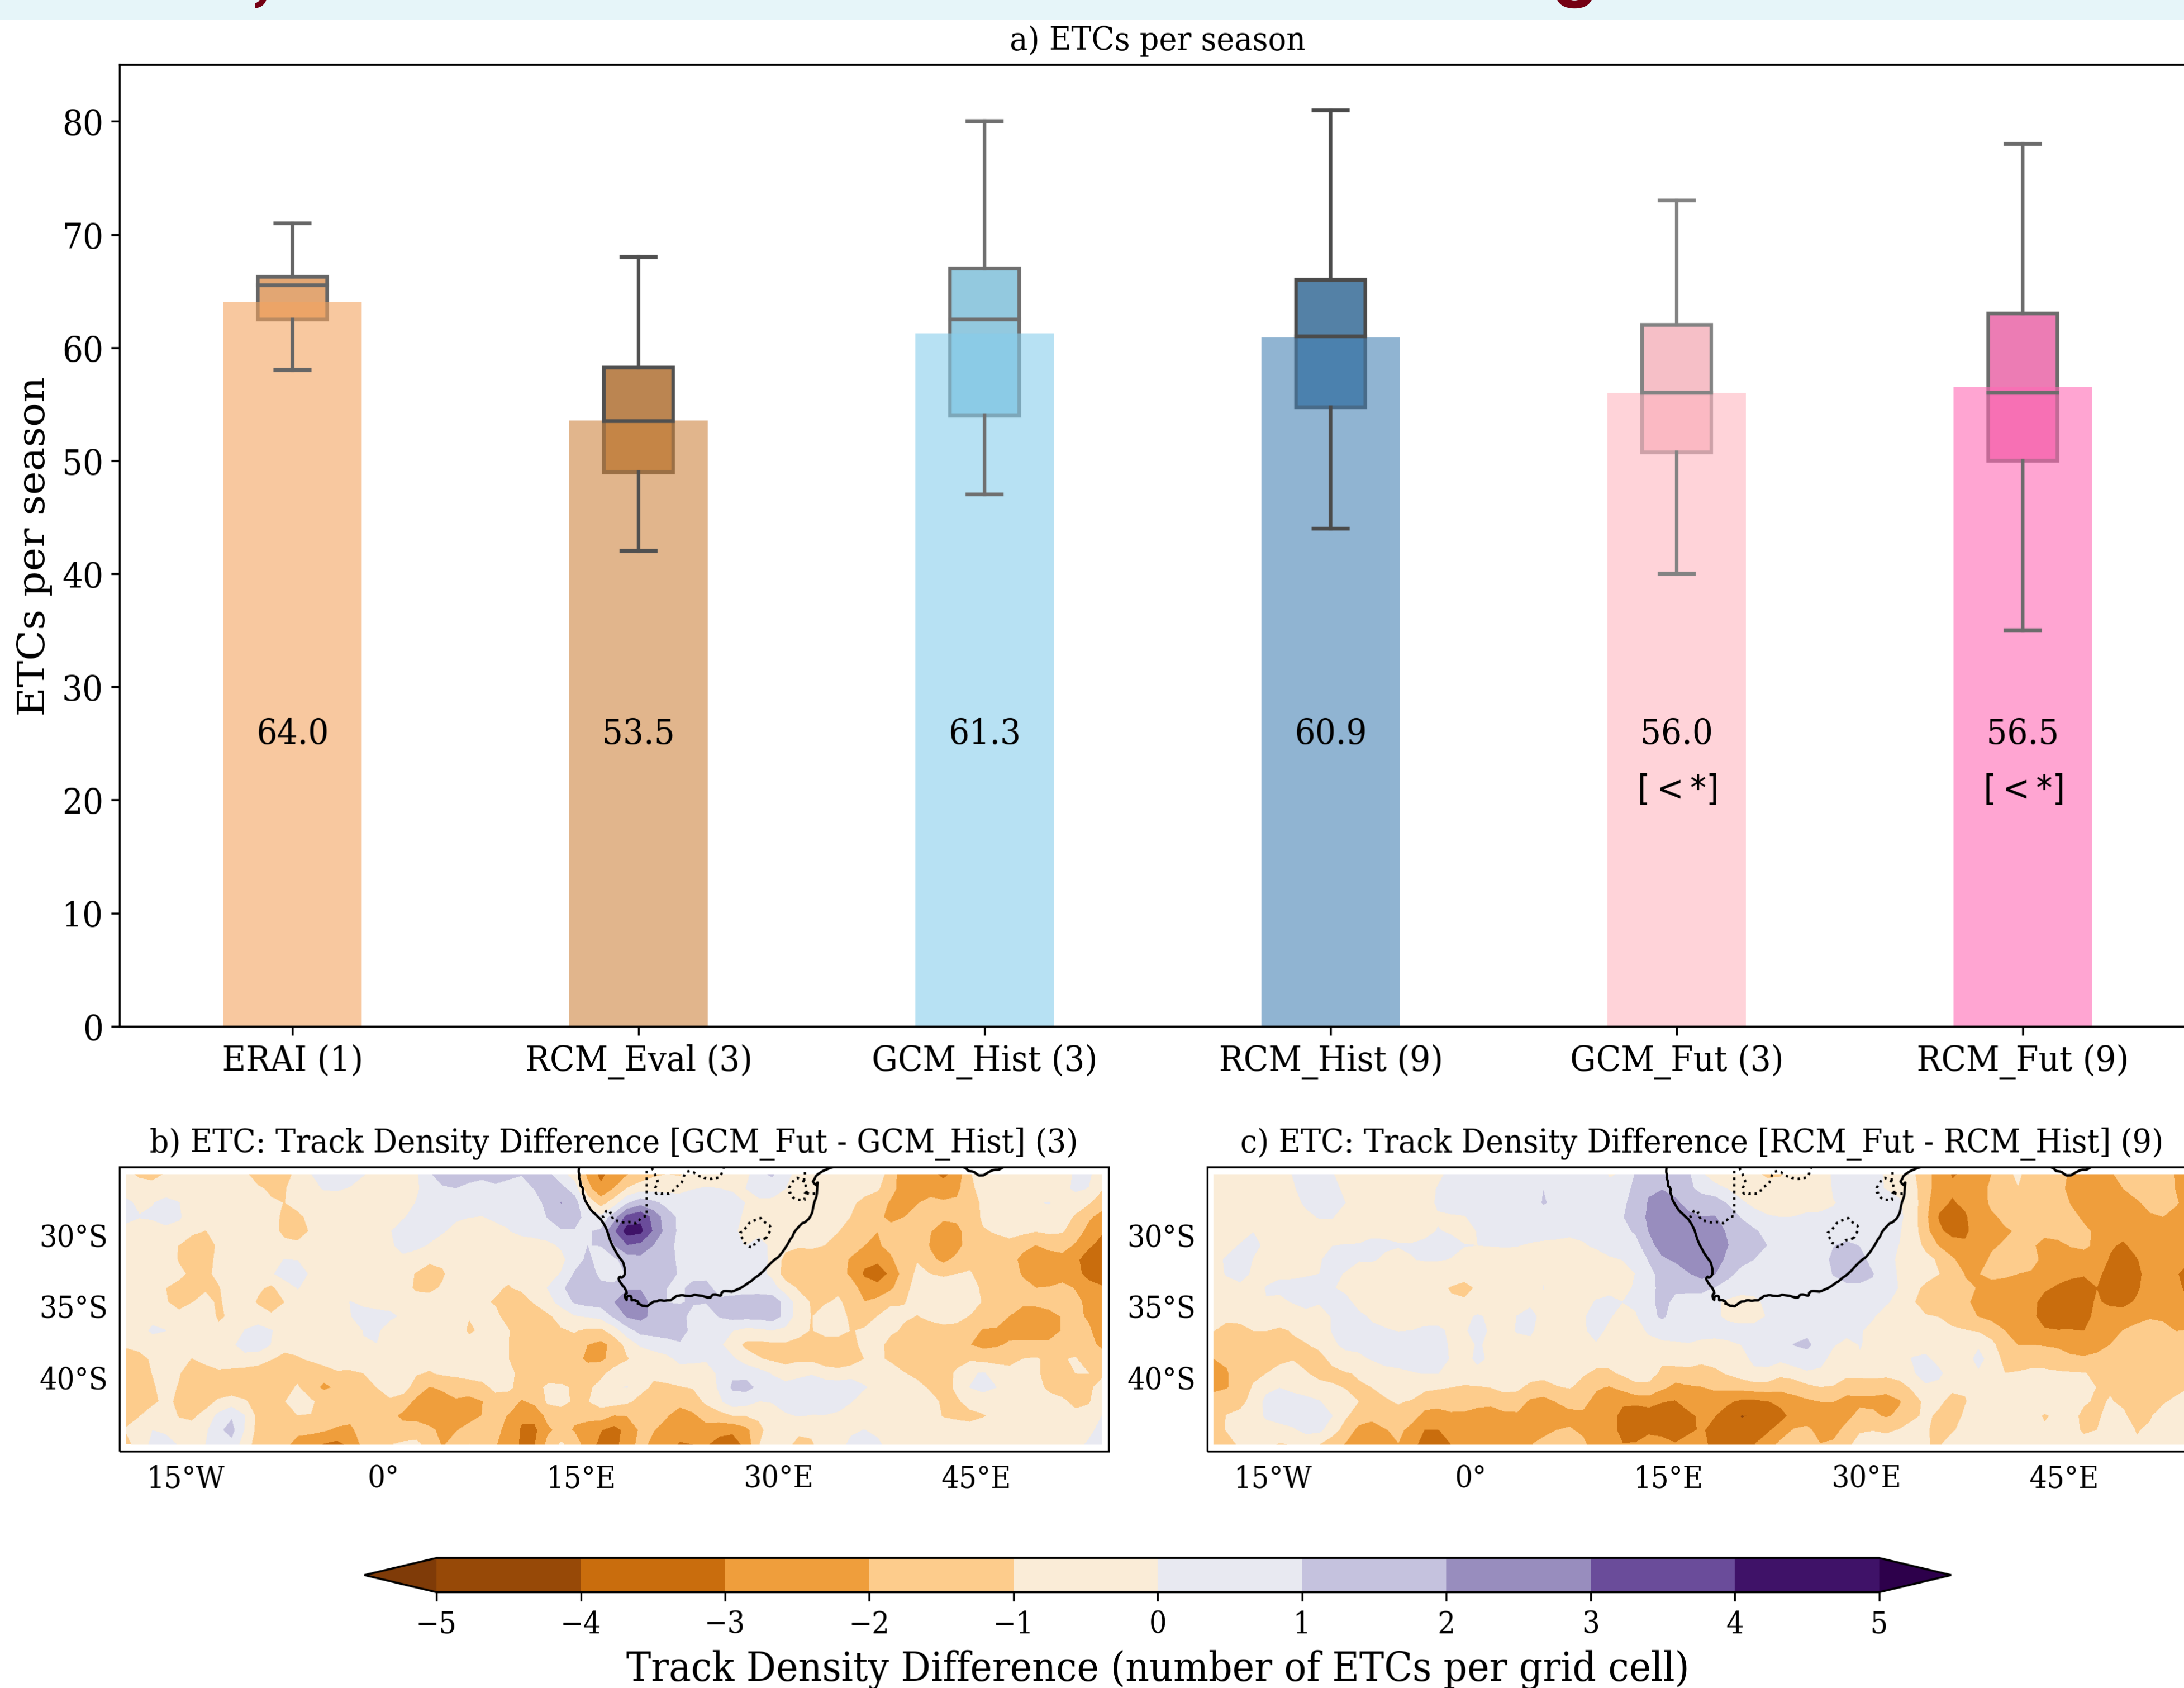 a) ETCs per season
ETCs per season
80
70
60
50
40
30
20
10
0
64.0
53.5
61.3
60.9
56.0
56.5
[ < *]
[ < *]
ERAI (1)
RCM_Eval (3)
GCM_Hist (3)
RCM_Hist (9)
GCM_Fut (3)
RCM_Fut (9)
b) ETC: Track Density Difference [GCM_Fut - GCM_Hist] (3)
30°S
35°S
40°S
15°W
0°
15°E
30°E
45°E
c) ETC: Track Density Difference [RCM_Fut - RCM_Hist] (9)
30°S
35°S
40°S
15°W
0°
15°E
30°E
45°E
−5
−4
−3
−2
−1
0
1
2
3
4
5
Track Density Difference (number of ETCs per grid cell)